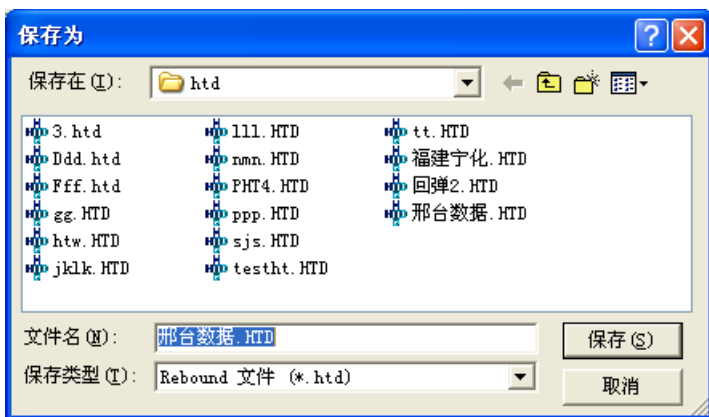 保存为
保存在(I): htd
3.htd lll.HTD tt.HTD
Ddd.htd nmn.HTD 福建宁化.HTD
Fff.htd PHT4.HTD 回弹2.HTD
gg.HTD ppp.HTD 邢台数据.HTD
htw.HTD sjs.HTD
jklk.HTD testht.HTD
文件名(N): 邢台数据.HTD 保存(S)
保存类型(T): Rebound 文件 (*.htd) 取消